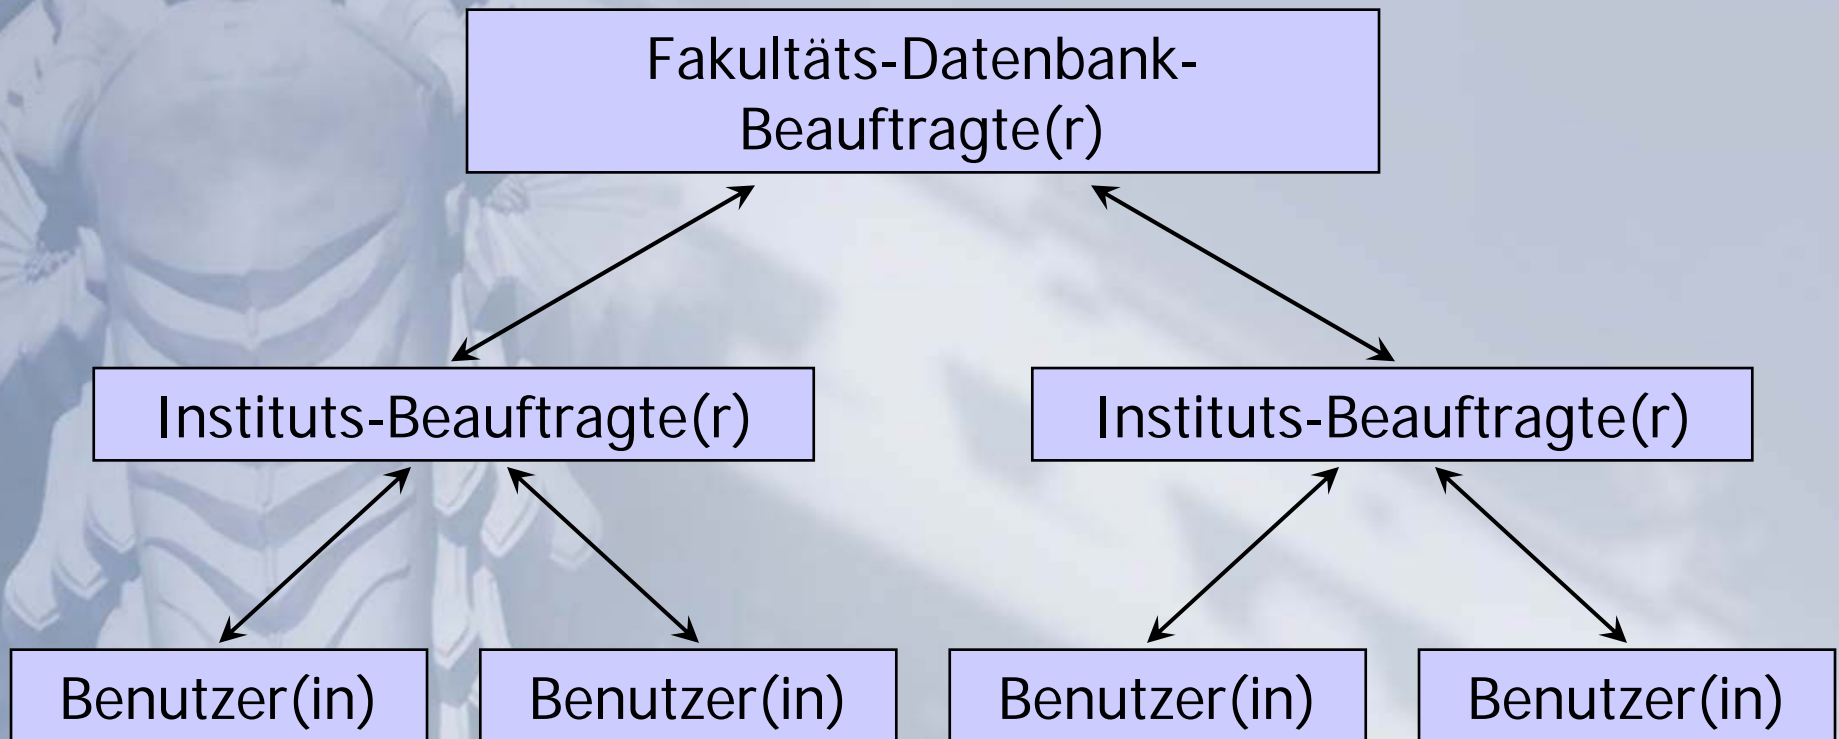 Fakultäts-Datenbank-
Beauftragte(r)
Instituts-Beauftragte(r)
Instituts-Beauftragte(r)
Benutzer(in)
Benutzer(in)
Benutzer(in)
Benutzer(in)